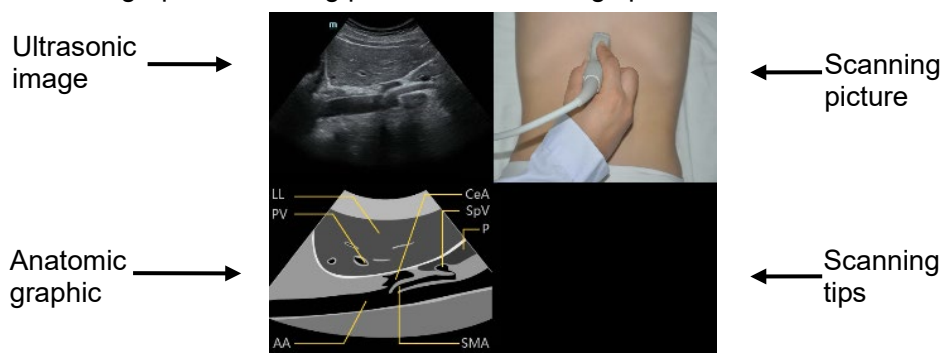 Ultrasonic
image
m
Scanning
picture
LL
CeA
PV
SpV
P
Anatomic
graphic
Scanning
tips
AA
SMA